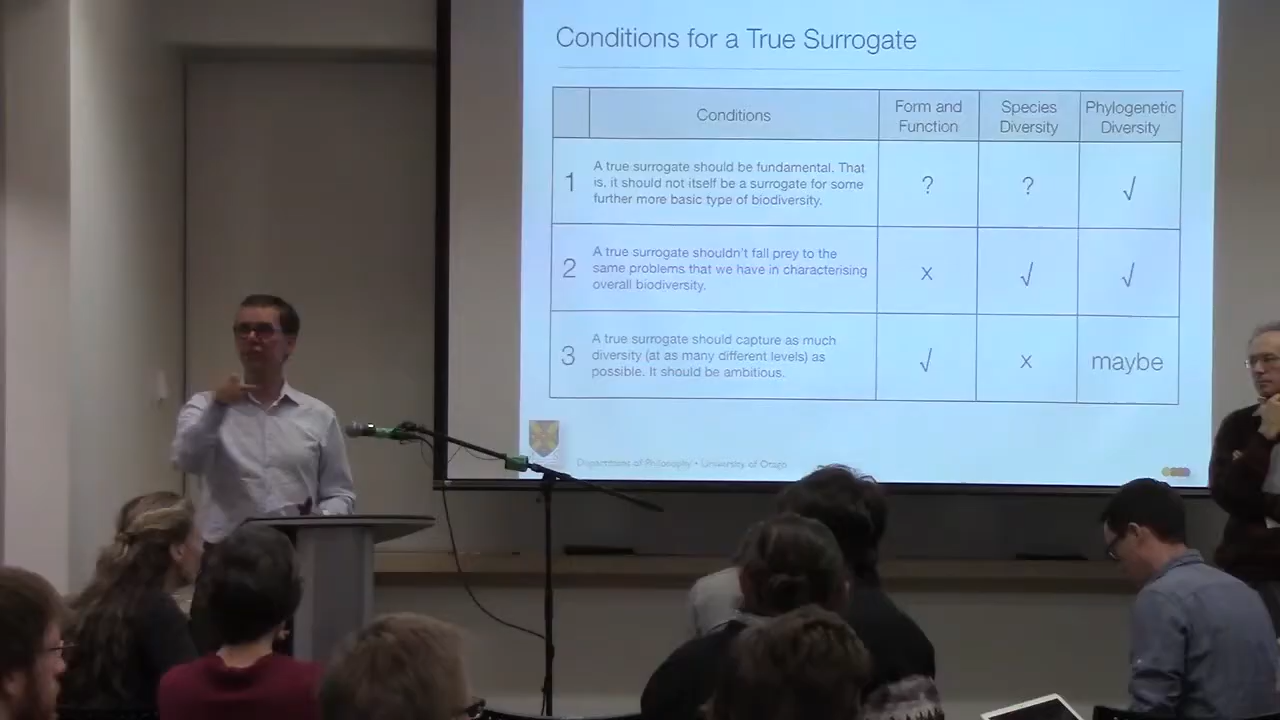 Conditions for a True Surrogate
Conditions
Form and
Function
Species
Diversity
Phylogenetic
Diversity
1
A true surrogate should be fundamental. That
is, it should not itself be a surrogate for some
further more basic type of biodiversity.
?
?
√
2
A true surrogate shouldn't fall prey to the
same problems that we have in characterising
overall biodiversity.
x
√
√
3
A true surrogate should capture as much
diversity (at as many different levels) as
possible. It should be ambitious.
√
x
maybe
Department of Philosophy • University of Otago